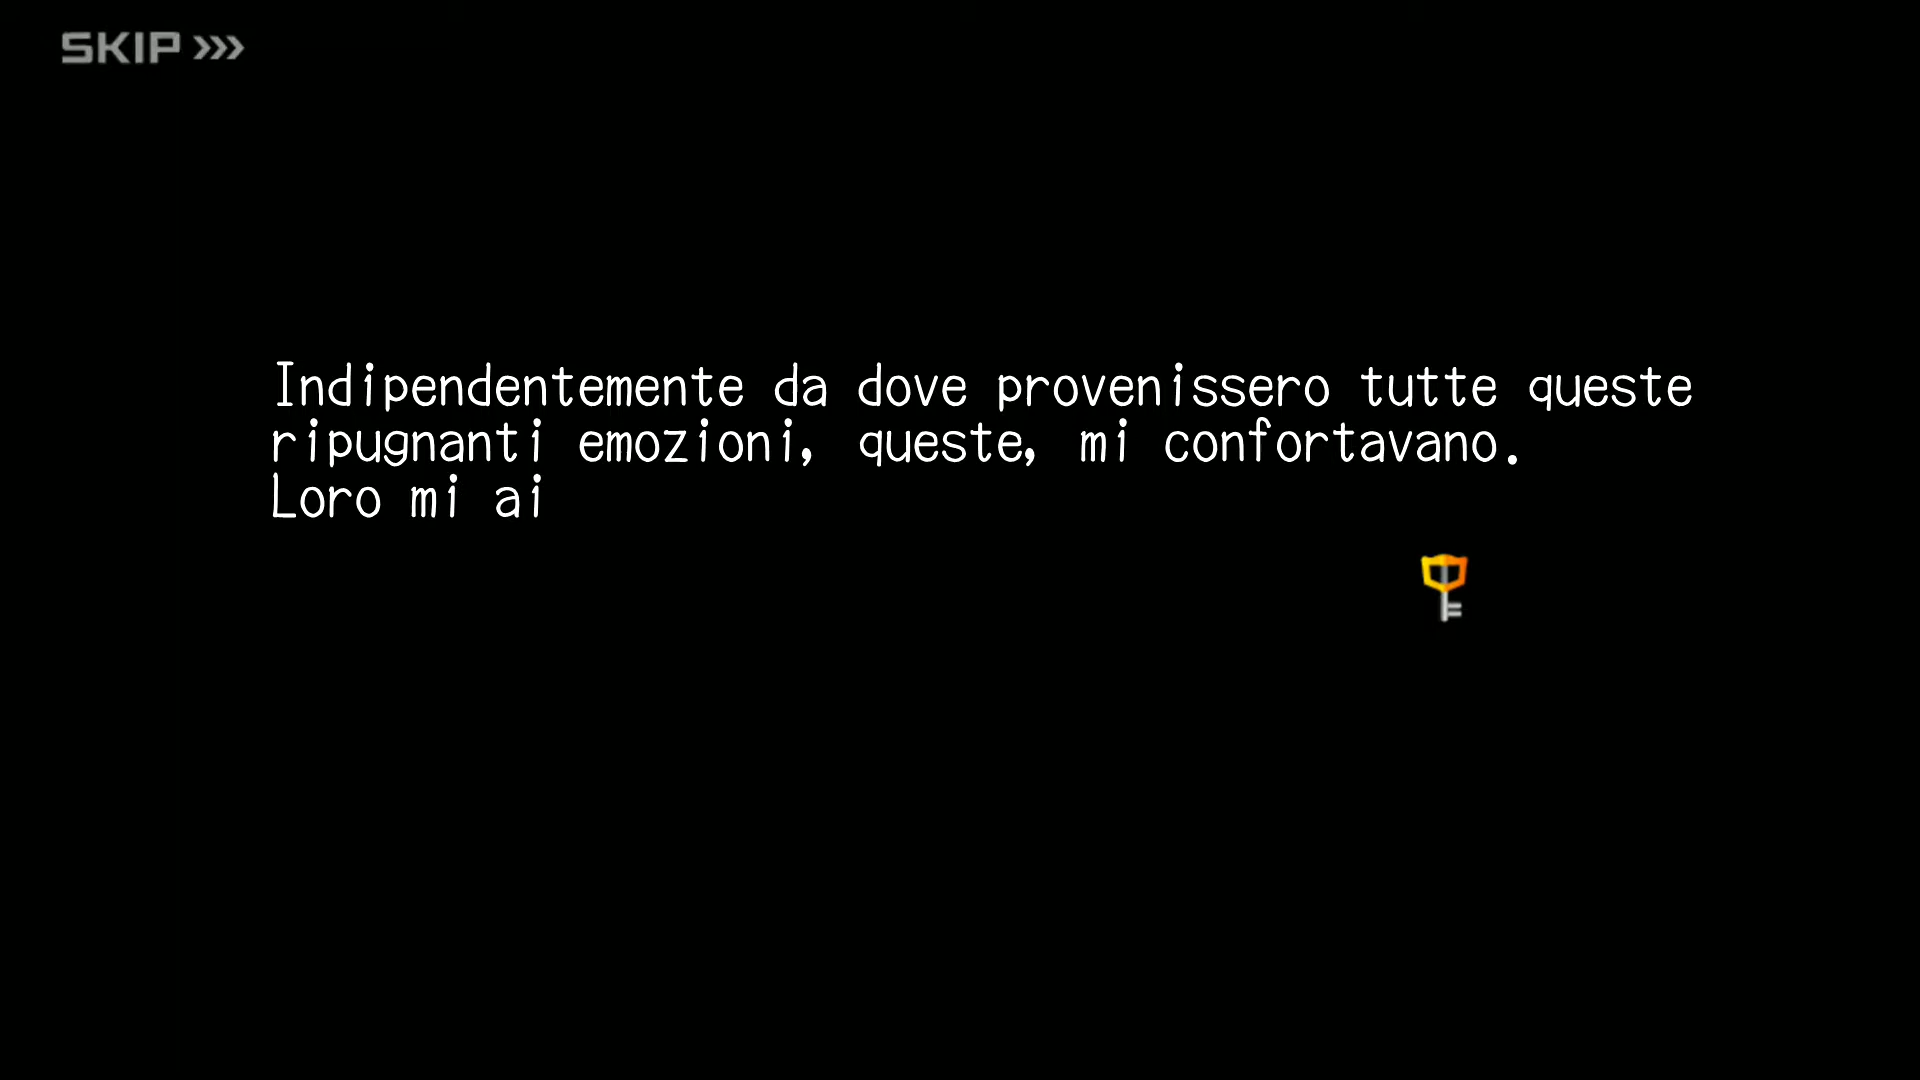 SKIP >>>
Indipendentemente da dove provenissero tutte queste
ripugnanti emozioni, queste, mi confortavano.
Loro mi ai